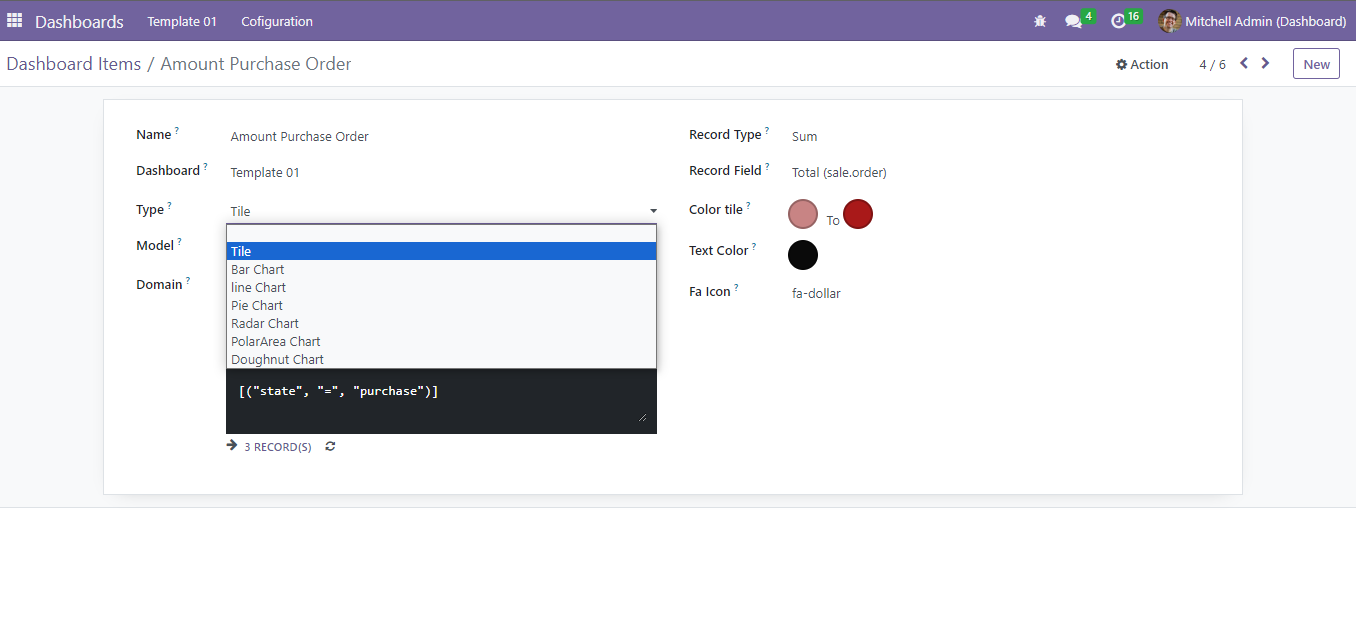 Dashboards Template 01 Cofiguration 4 16 Mitchell Admin (Dashboard)
Dashboard Items / Amount Purchase Order Action 4 / 6 New
Name ? Amount Purchase Order
Dashboard ? Template 01
Type ? Tile
Model ?
Domain ?
Tile
Bar Chart
line Chart
Pie Chart
Radar Chart
PolarArea Chart
Doughnut Chart
[("state", "=", "purchase")]
3 RECORD(S)
Record Type ? Sum
Record Field ? Total (sale.order)
Color tile ? To
Text Color ?
Fa Icon ? fa-dollar